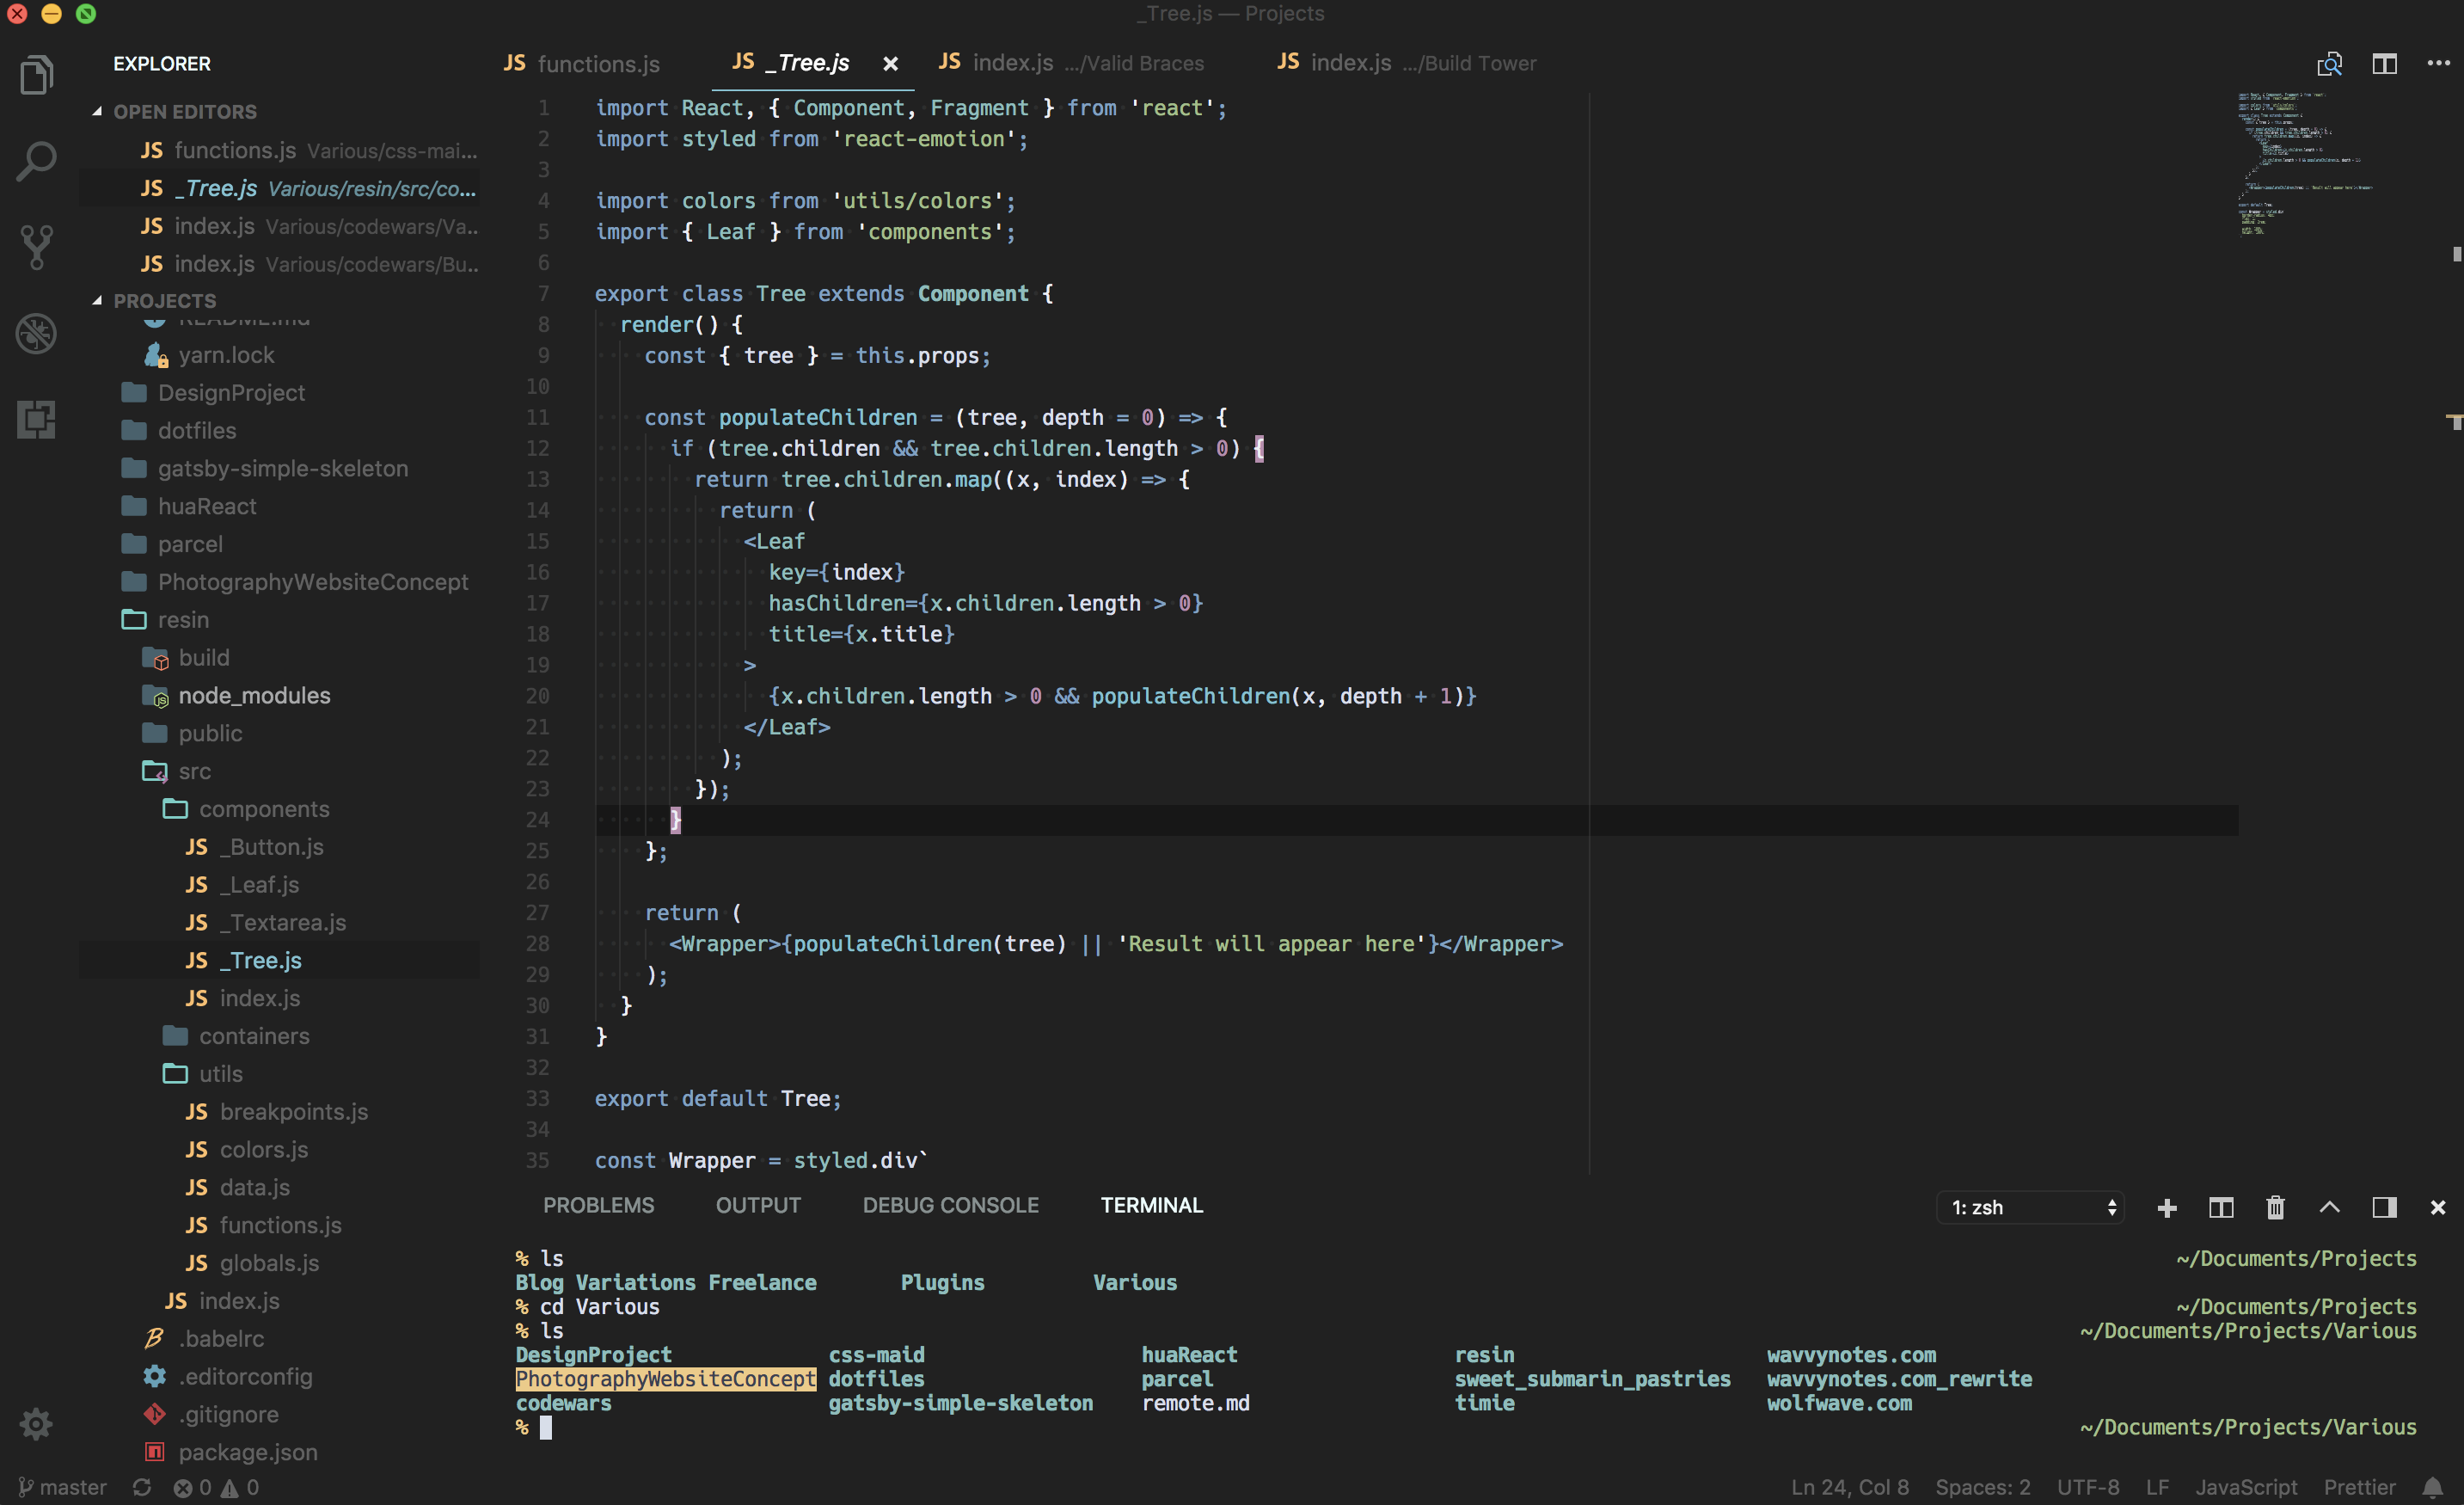 _Tree.js — Projects
EXPLORER
OPEN EDITORS
JS functions.js Various/css-mai...
JS _Tree.js Various/resin/src/co...
JS index.js Various/codewars/Va..
JS index.js Various/codewars/Bu..
PROJECTS
README.md
yarn.lock
DesignProject
dotfiles
gatsby-simple-skeleton
huaReact
parcel
PhotographyWebsiteConcept
resin
build
node_modules
public
src
components
JS _Button.js
JS _Leaf.js
JS _Textarea.js
JS _Tree.js
JS index.js
containers
utils
JS breakpoints.js
JS colors.js
JS data.js
JS functions.js
JS globals.js
JS index.js
.babelrc
.editorconfig
.gitignore
package.json
JS functions.js JS _Tree.js JS index.js .../Valid Braces JS index.js .../Build Tower
1 import React, { Component, Fragment } from 'react';
2 import styled from 'react-emotion';
3
4 import colors from 'utils/colors';
5 import { Leaf } from 'components';
6
7 export class Tree extends Component {
8 render() {
9 const { tree } = this.props;
10
11 const populateChildren = (tree, depth = 0) => {
12 if (tree.children && tree.children.length > 0) {
13 return tree.children.map((x, index) => {
14 return (
15 <Leaf
16 key={index}
17 hasChildren={x.children.length > 0}
18 title={x.title}
19 >
20 {x.children.length > 0 && populateChildren(x, depth + 1)}
21 </Leaf>
22 );
23 });
24 }
25 };
26
27 return (
28 <Wrapper>{populateChildren(tree) || 'Result will appear here'}</Wrapper>
29 );
30 }
31 }
32
33 export default Tree;
34
35 const Wrapper = styled.div`
PROBLEMS OUTPUT DEBUG CONSOLE TERMINAL 1: zsh
% ls ~/Documents/Projects
Blog Variations Freelance Plugins Various
% cd Various ~/Documents/Projects
% ls ~/Documents/Projects/Various
DesignProject css-maid huaReact resin wavvynotes.com
PhotographyWebsiteConcept dotfiles parcel sweet_submarin_pastries wavvynotes.com_rewrite
codewars gatsby-simple-skeleton remote.md timie wolfwave.com
% ~/Documents/Projects/Various
master 0 0 Ln 24, Col 8 Spaces: 2 UTF-8 LF JavaScript Prettier